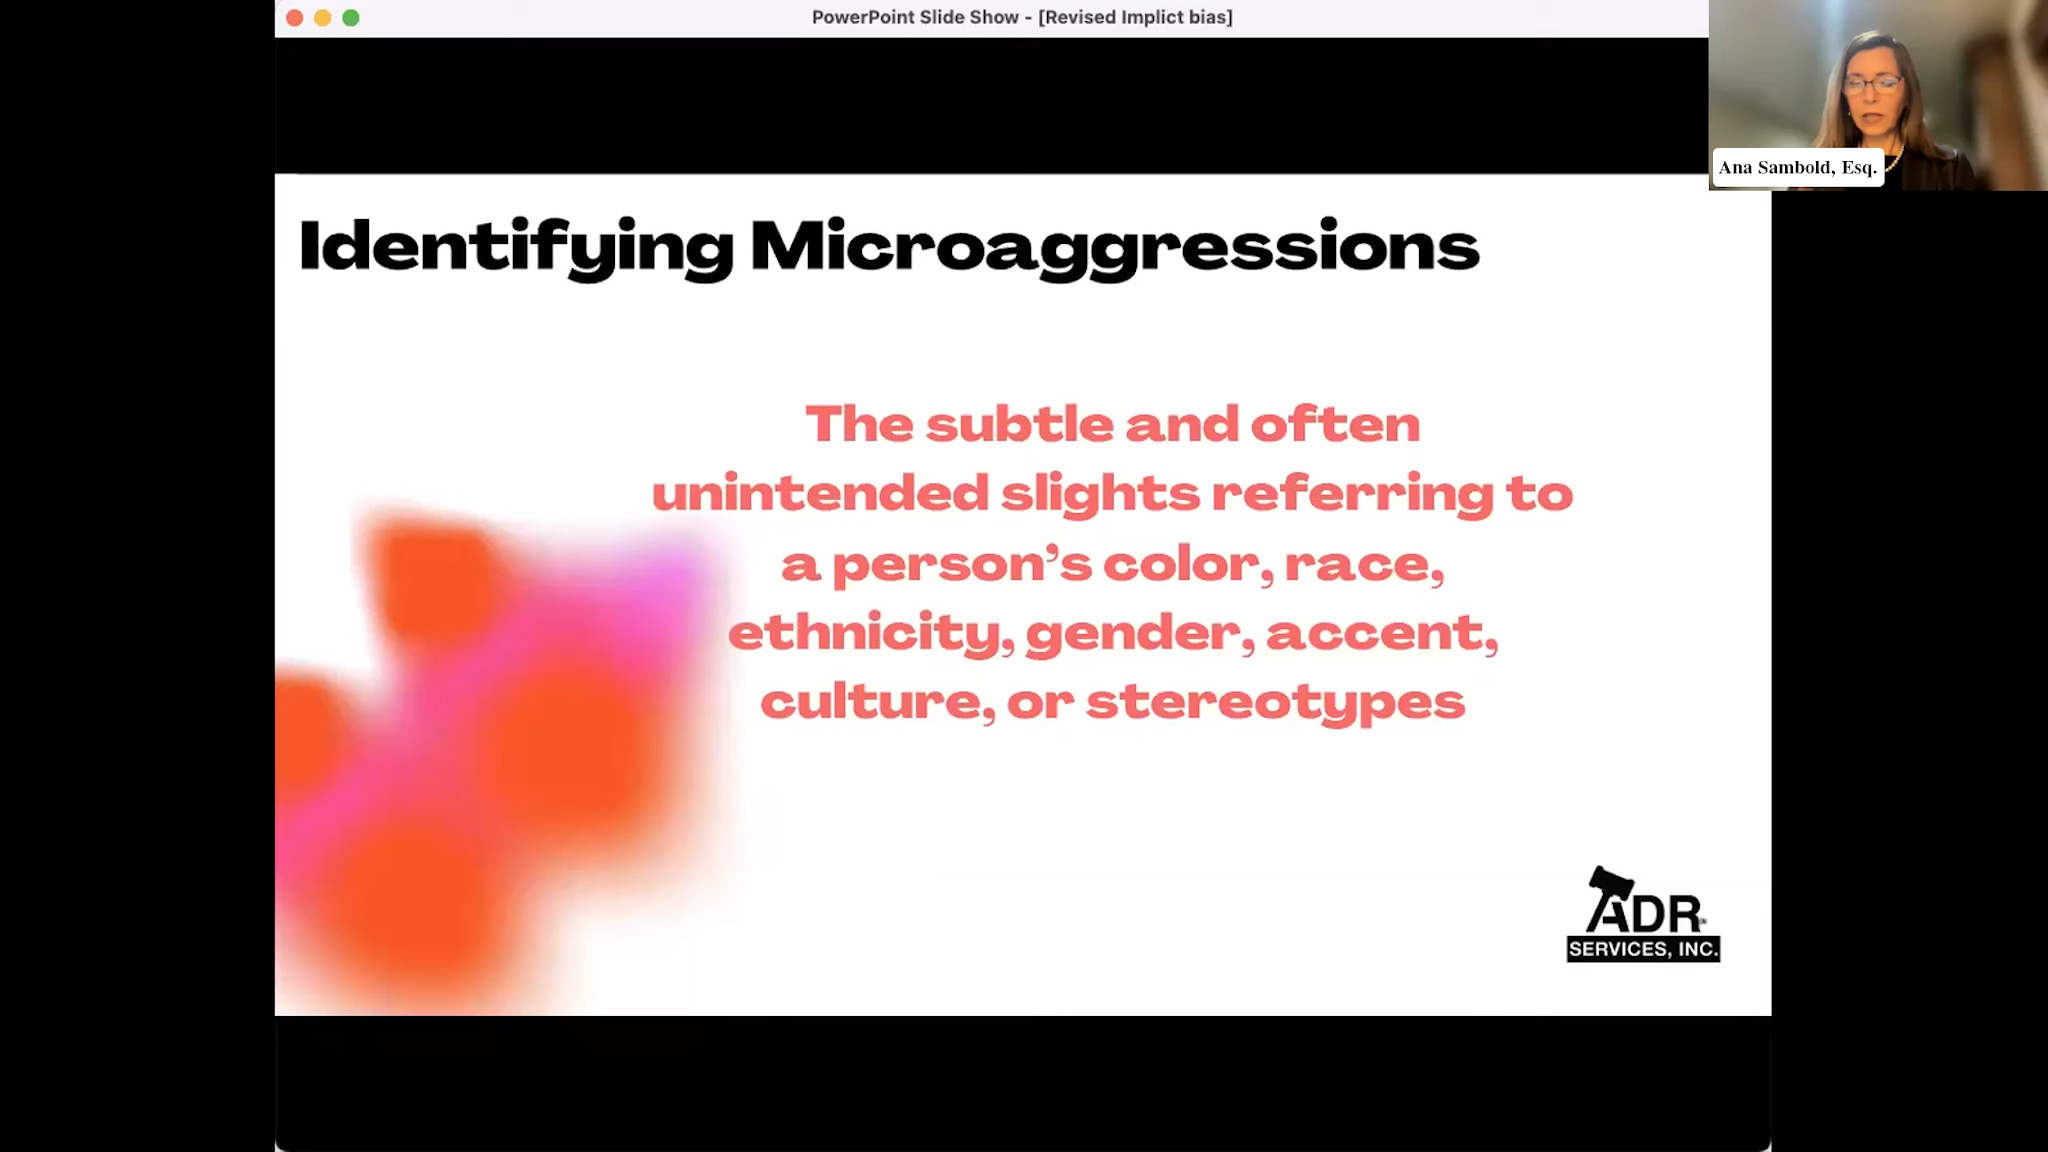 PowerPoint Slide Show - [Revised Implict bias]
Ana Sambold, Esq.
Identifying Microaggressions
The subtle and often
unintended slights referring to
a person’s color, race,
ethnicity, gender, accent,
culture, or stereotypes
ADR
SERVICES, INC.